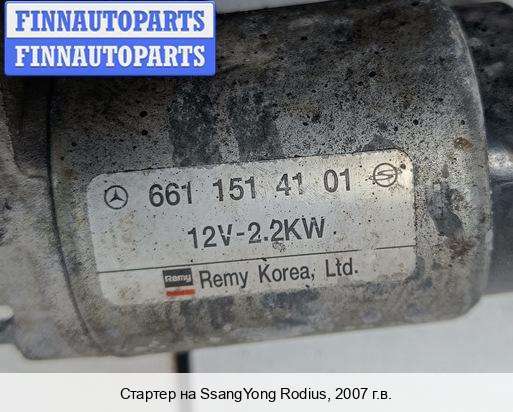 FINNAUTOPARTS
FINNAUTOPARTS
661 151 41 01
12V-2.2KW
Remy Remy Korea, Ltd.
Стартер на SsangYong Rodius, 2007 г.в.